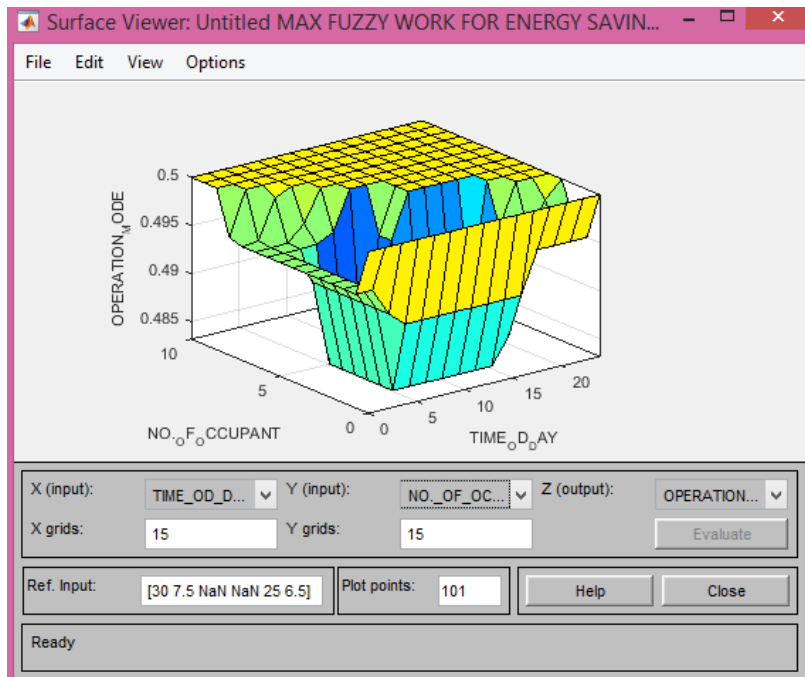 Surface Viewer: Untitled MAX FUZZY WORK FOR ENERGY SAVIN...
File Edit View Options
0.5
0.495
0.49
0.485
OPERATION_MODE
10
5
0
NO._OF_OCCUPANT
0
5
10
15
20
TIME_OD_DAY
X (input): TIME_OD_D... Y (input): NO._OF_OC... Z (output): OPERATION...
X grids: 15 Y grids: 15 Evaluate
Ref. Input: [30 7.5 NaN NaN 25 6.5] Plot points: 101 Help Close
Ready